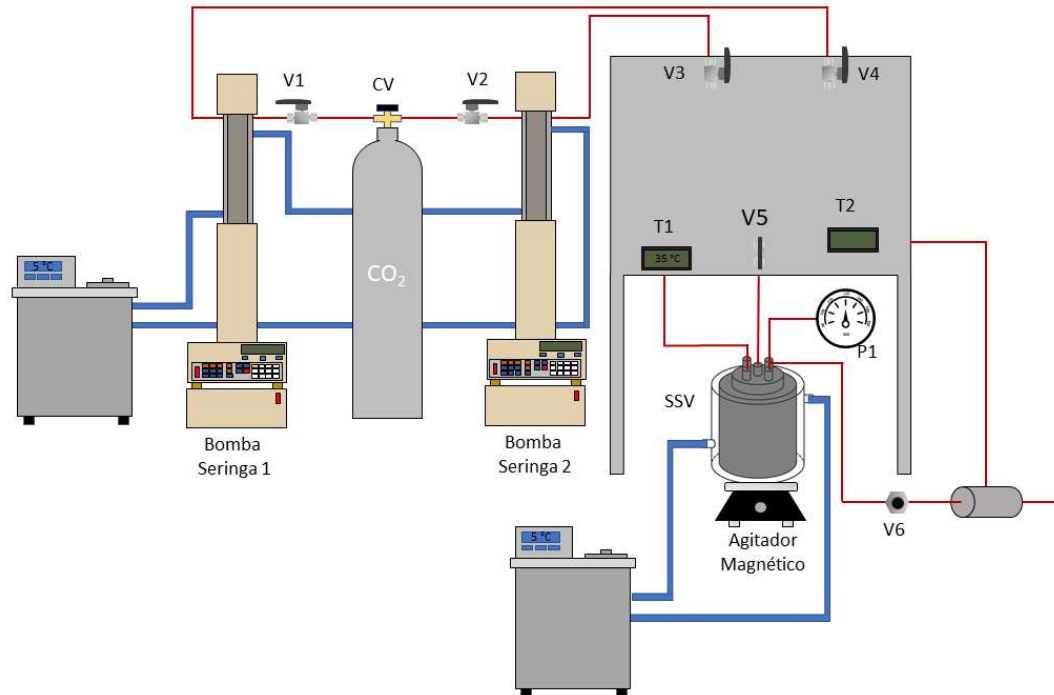 V1
CV
V2
V3
V4
T1
V5
T2
35 °C
5 °C
CO2
P1
SSV
Bomba
Seringa 1
Bomba
Seringa 2
V6
5 °C
Agitador
Magnético